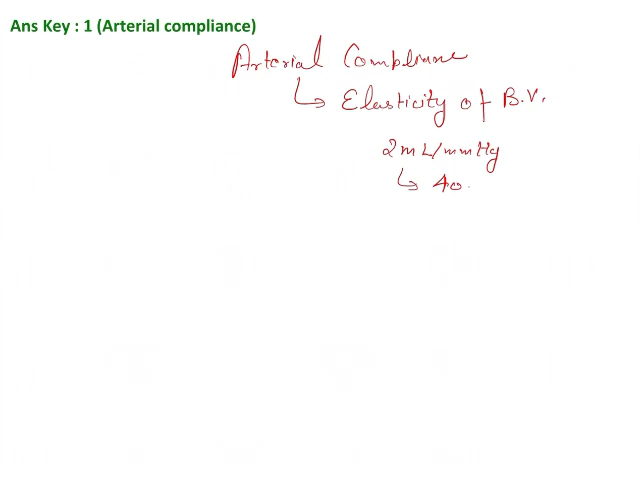 Ans Key : 1 (Arterial compliance)
Arterial Compliance
↳ Elasticity of B.V.
2mL/mmHg
↳ 40